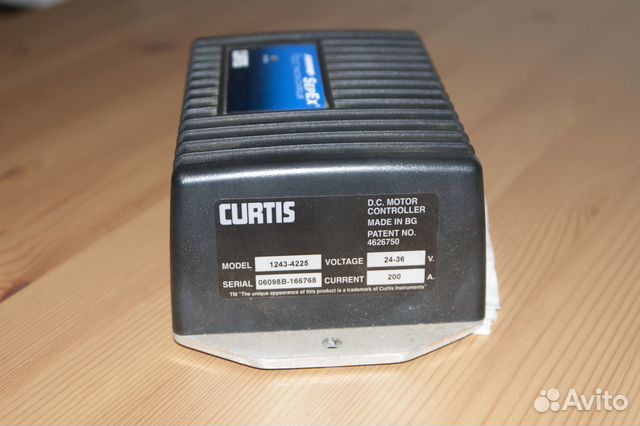 CURTIS
SEPEX
CURTIS
D.C. MOTOR
CONTROLLER
MADE IN BG
PATENT NO.
4626750
MODEL 1243-4225 VOLTAGE 24-36 V.
SERIAL 06098B-166768 CURRENT 200 A.
TM "The unique appearance of this product is a trademark of Curtis Instruments"
Avito